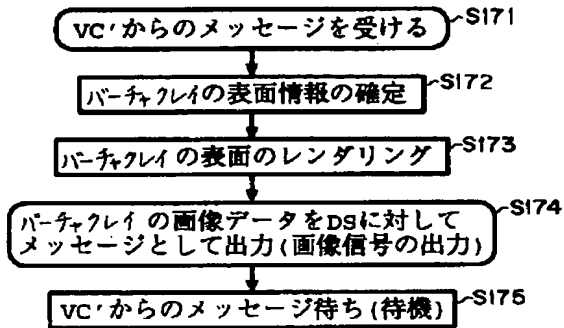 VC'からのメッセージを受ける
S171
バーチャクレイの表面情報の確定
S172
バーチャクレイの表面のレンダリング
S173
バーチャクレイの画像データをDSに対して
メッセージとして出力(画像信号の出力)
S174
VC'からのメッセージ待ち(待機)
S175